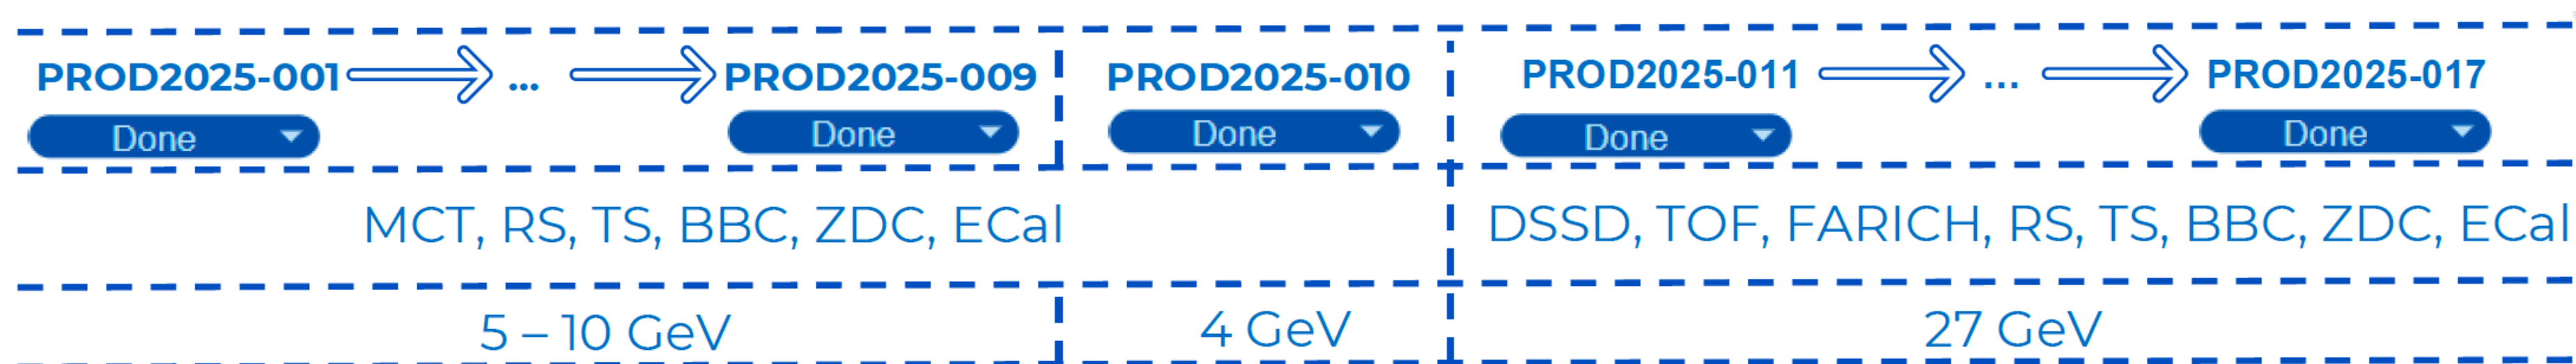 PROD2025-001 ... PROD2025-009 PROD2025-010 PROD2025-011 ... PROD2025-017
Done Done Done Done Done
MCT, RS, TS, BBC, ZDC, ECal DSSD, TOF, FARICH, RS, TS, BBC, ZDC, ECal
5 – 10 GeV 4 GeV 27 GeV